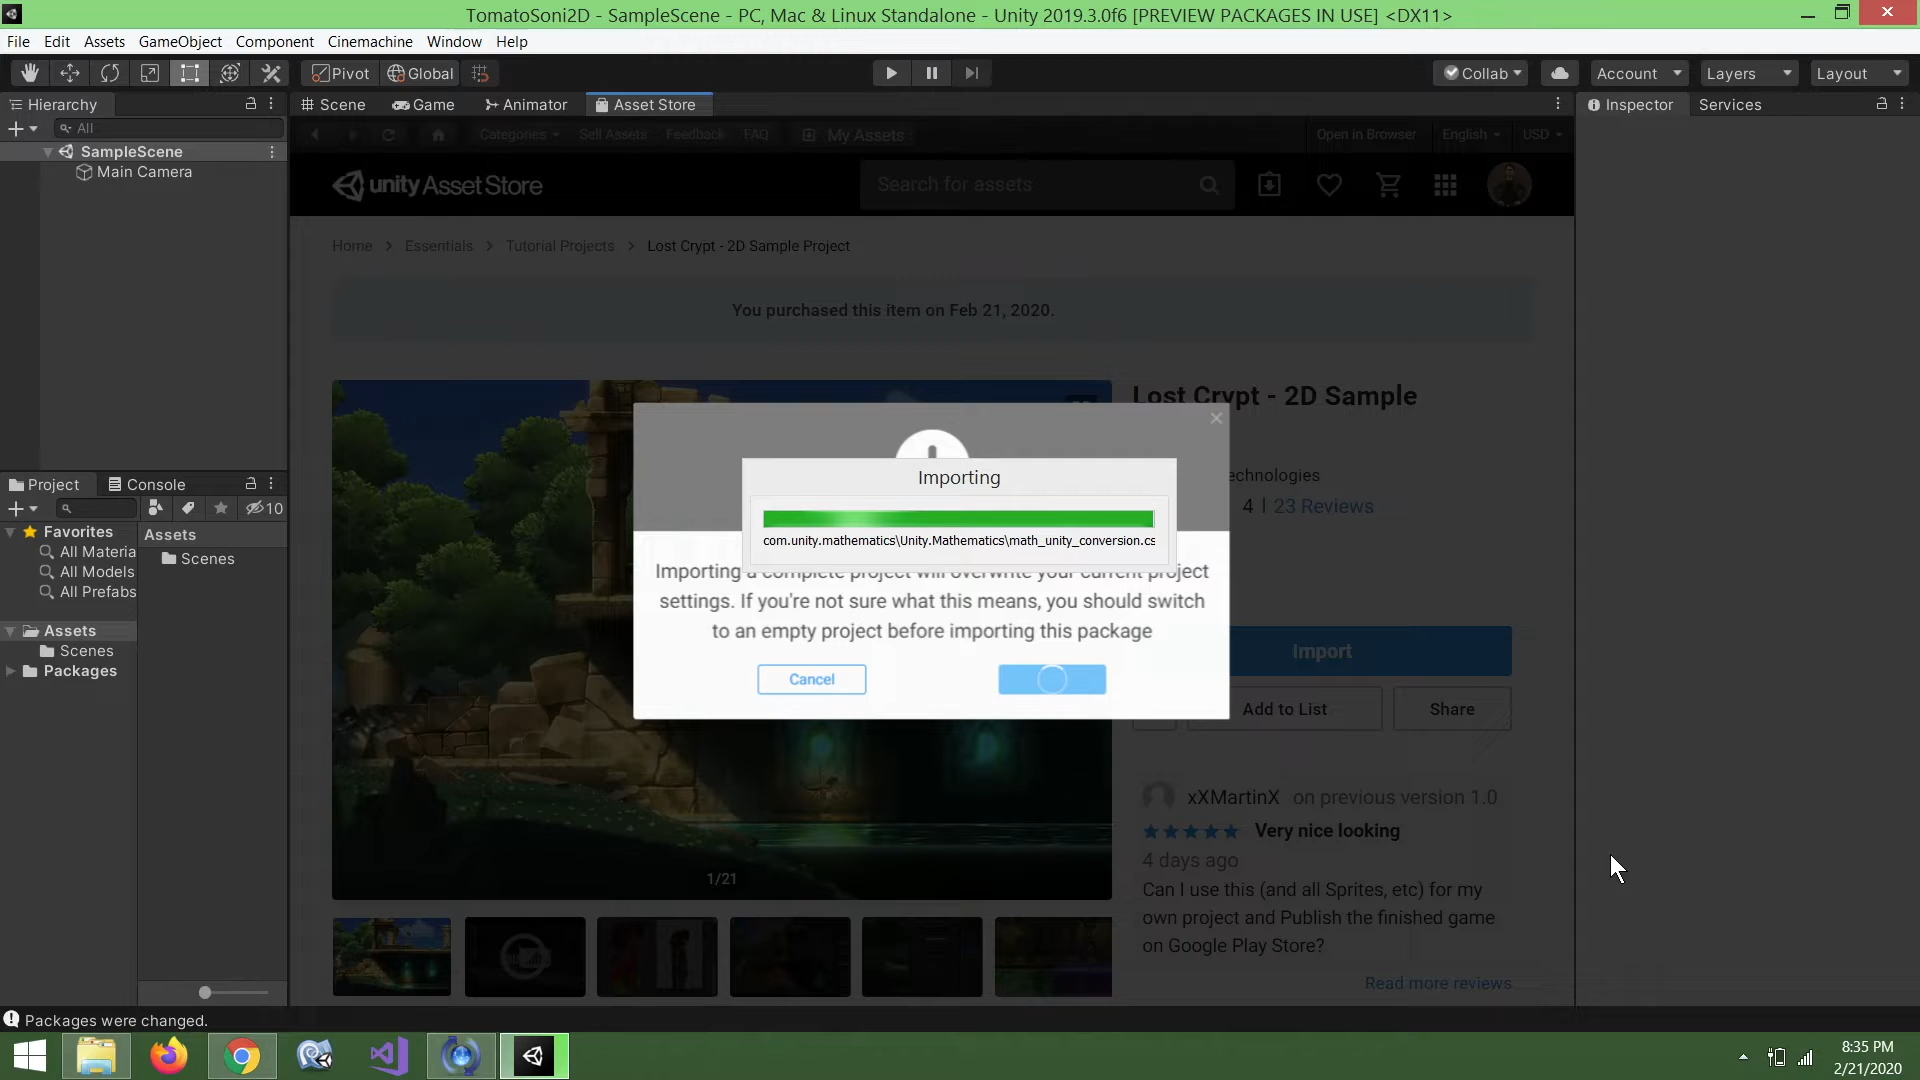 TomatoSoni2D - SampleScene - PC, Mac & Linux Standalone - Unity 2019.3.0f6 [PREVIEW PACKAGES IN USE] <DX11>
File Edit Assets GameObject Component Cinemachine Window Help
Pivot Global Collab Account Layers Layout
Hierarchy Scene Game Animator Asset Store Inspector Services
All
Categories Sell Assets Feedback FAQ My Assets Open in Browser English USD
SampleScene
Main Camera
unity Asset Store Search for assets
Home > Essentials > Tutorial Projects > Lost Crypt - 2D Sample Project
You purchased this item on Feb 21, 2020.
Lost Crypt - 2D Sample
echnologies
4 | 23 Reviews
Importing
com.unity.mathematics\Unity.Mathematics\math_unity_conversion.cs
Importing a complete project will overwrite your current project
settings. If you're not sure what this means, you should switch
to an empty project before importing this package
Cancel
Import
Add to List Share
Project Console
10
Favorites
All Materia
All Models
All Prefabs
Assets
Scenes
Packages
Assets
Scenes
xXMartinX on previous version 1.0
Very nice looking
4 days ago
Can I use this (and all Sprites, etc) for my
own project and Publish the finished game
on Google Play Store?
Read more reviews
1/21
Packages were changed.
8:35 PM
2/21/2020